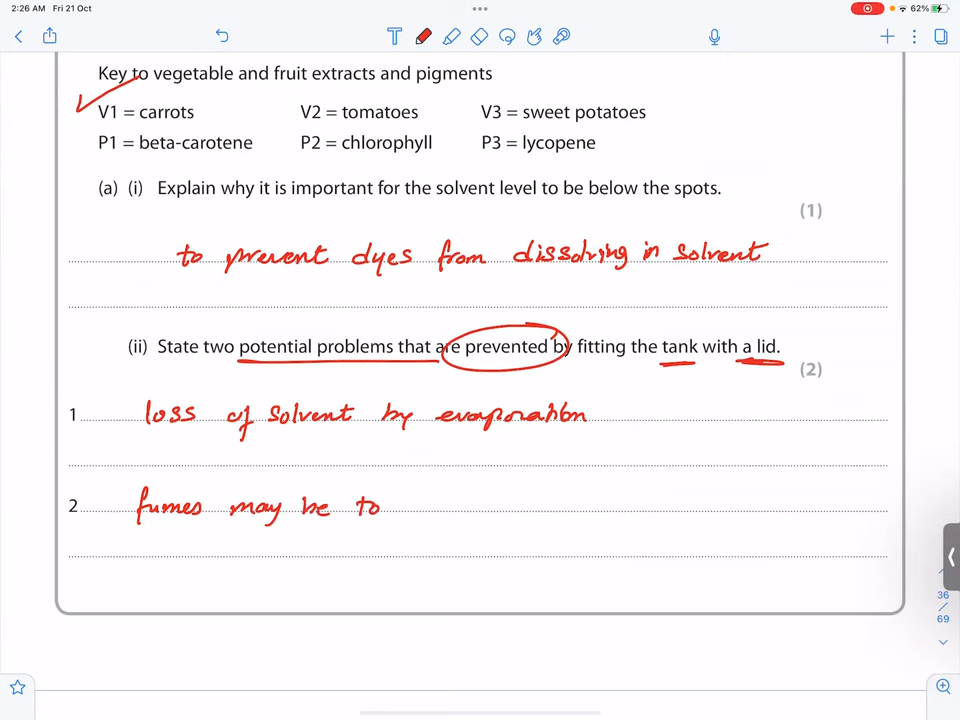 2:26 AM Fri 21 Oct
62%
Key to vegetable and fruit extracts and pigments
V1 = carrots V2 = tomatoes V3 = sweet potatoes
P1 = beta-carotene P2 = chlorophyll P3 = lycopene
(a) (i) Explain why it is important for the solvent level to be below the spots.
(1)
to prevent dyes from dissolving in solvent
(ii) State two potential problems that are prevented by fitting the tank with a lid.
(2)
1 loss of solvent by evaporation
2 fumes may be to
36
/
69